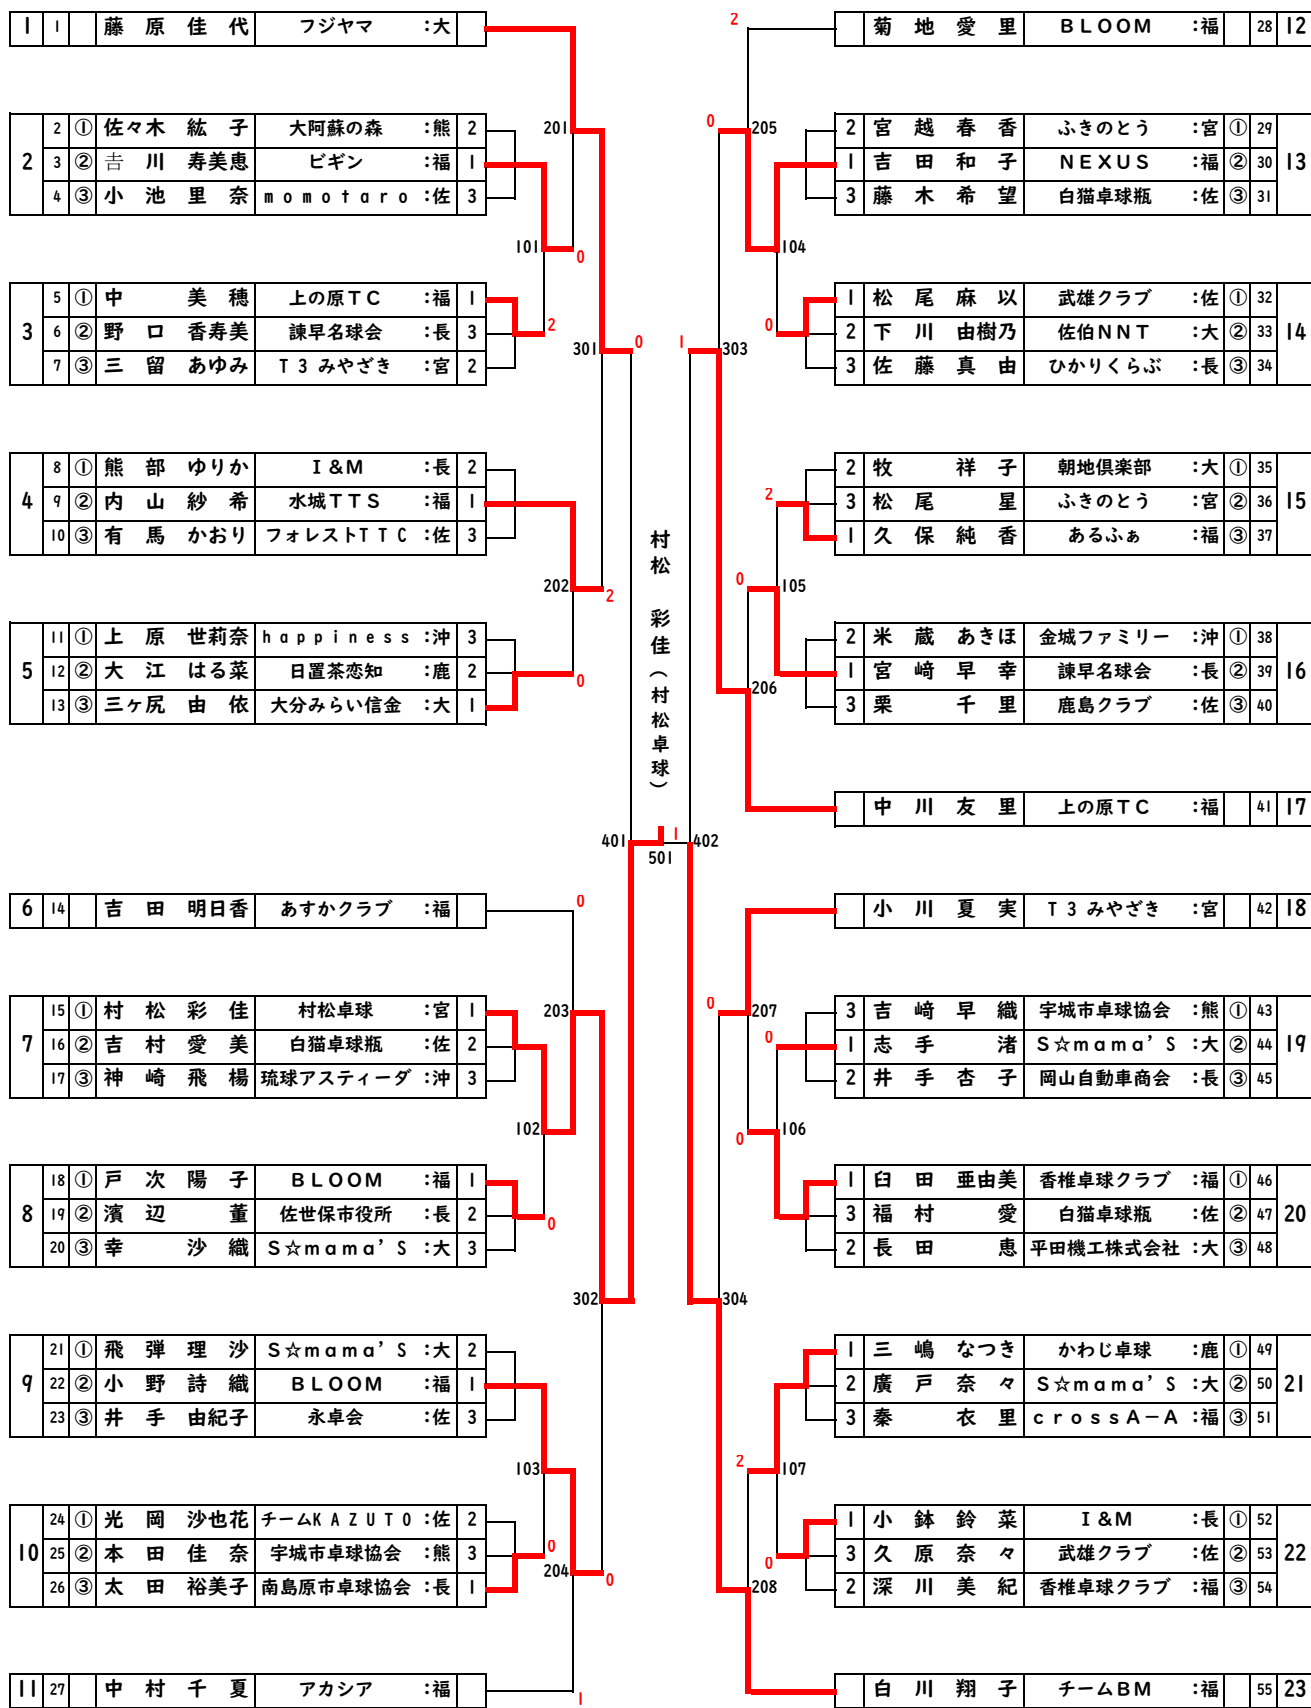 1 1 藤原佳代 フジヤマ :大
2
2 ① 佐々木 紘子 大阿蘇の森 :熊 2
3 ② 𠮷川 寿美恵 ビギン :福 1
4 ③ 小池里奈 momotaro :佐 3
201
101
0
3
5 ① 中 美穂 上の原TC :福 1
6 ② 野口 香寿美 諫早名球会 :長 3
7 ③ 三留 あゆみ T3みやざき :宮 2
2
301
0
4
8 ① 熊部 ゆりか I&M :長 2
9 ② 内山紗希 水城TTS :福 1
10 ③ 有馬 かおり フォレストTTC :佐 3
202
2
5
11 ① 上原 世莉奈 happiness :沖 3
12 ② 大江 はる菜 日置茶恋知 :鹿 2
13 ③ 三ヶ尻 由依 大分みらい信金 :大 1
0
401
6 14 吉田 明日香 あすかクラブ :福
0
7
15 ① 村松彩佳 村松卓球 :宮 1
16 ② 吉村愛美 白猫卓球瓶 :佐 2
17 ③ 神崎飛楊 琉球アスティーダ :沖 3
203
102
8
18 ① 戸次陽子 BLOOM :福 1
19 ② 濱辺 董 佐世保市役所 :長 2
20 ③ 幸 沙織 S☆mama'S :大 3
0
302
9
21 ① 飛弾理沙 S☆mama'S :大 2
22 ② 小野詩織 BLOOM :福 1
23 ③ 井手 由紀子 永卓会 :佐 3
103
10
24 ① 光岡 沙也花 チームKAZUTO :佐 2
25 ② 本田佳奈 宇城市卓球協会 :熊 3
26 ③ 太田 裕美子 南島原市卓球協会 :長 1
0
204
0
11 27 中村千夏 アカシア :福
1
村松 彩佳(村松卓球)
1
501
2
菊地愛里 BLOOM :福 28 12
0
205
2 宮越春香 ふきのとう :宮 ① 29
1 吉田和子 NEXUS :福 ② 30
3 藤木希望 白猫卓球瓶 :佐 ③ 31
13
104
1 松尾麻以 武雄クラブ :佐 ① 32
2 下川 由樹乃 佐伯NNT :大 ② 33
3 佐藤真由 ひかりくらぶ :長 ③ 34
14
0
1
303
2 牧 祥子 朝地倶楽部 :大 ① 35
3 松尾 星 ふきのとう :宮 ② 36
1 久保純香 あるふぁ :福 ③ 37
15
2
0
105
2 米蔵 あきほ 金城ファミリー :沖 ① 38
1 宮﨑早幸 諫早名球会 :長 ② 39
3 栗 千里 鹿島クラブ :佐 ③ 40
16
206
中川友里 上の原TC :福 41 17
402
小川夏実 T3みやざき :宮 42 18
0
207
3 吉﨑早織 宇城市卓球協会 :熊 ① 43
1 志手 渚 S☆mama'S :大 ② 44
2 井手杏子 岡山自動車商会 :長 ③ 45
19
0
0
106
1 臼田 亜由美 香椎卓球クラブ :福 ① 46
3 福村 愛 白猫卓球瓶 :佐 ② 47
2 長田 恵 平田機工株式会社 :大 ③ 48
20
304
1 三嶋 なつき かわじ卓球 :鹿 ① 49
2 廣戸奈々 S☆mama'S :大 ② 50
3 秦 衣里 crossA-A :福 ③ 51
21
2
107
1 小鉢鈴菜 I&M :長 ① 52
3 久原奈々 武雄クラブ :佐 ② 53
2 深川美紀 香椎卓球クラブ :福 ③ 54
22
0
208
白川翔子 チームBM :福 55 23